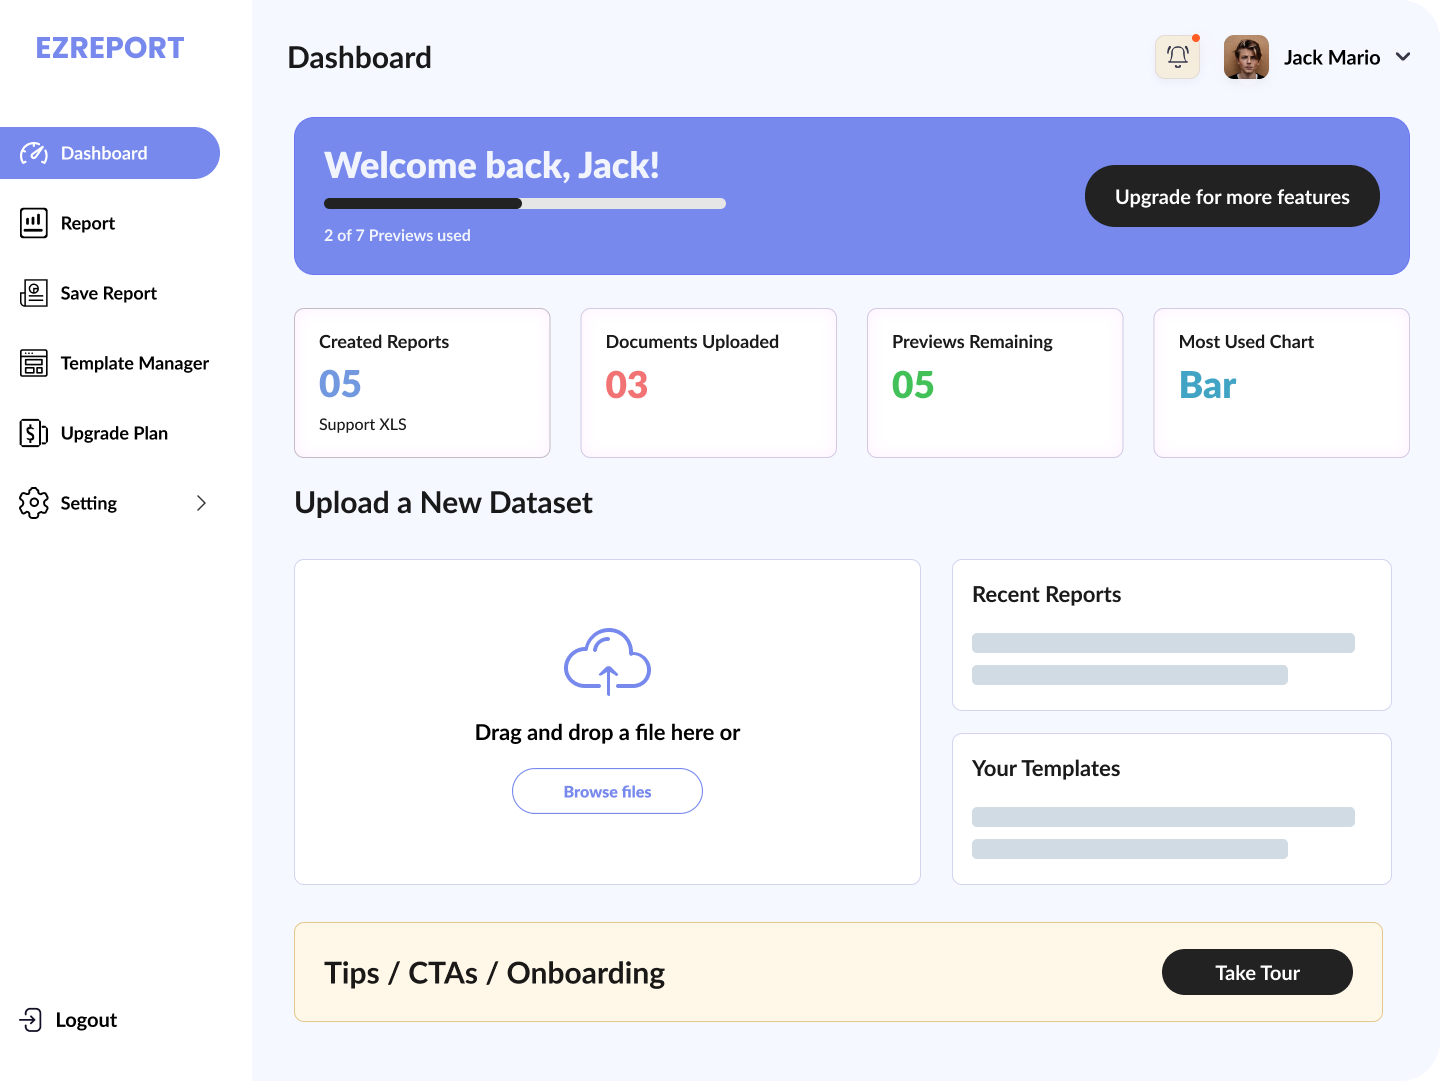 EZREPORT
Dashboard
Report
Save Report
Template Manager
Upgrade Plan
Setting
Logout
Dashboard
Jack Mario
Welcome back, Jack!
2 of 7 Previews used
Upgrade for more features
Created Reports
05
Support XLS
Documents Uploaded
03
Previews Remaining
05
Most Used Chart
Bar
Upload a New Dataset
Drag and drop a file here or
Browse files
Recent Reports
Your Templates
Tips / CTAs / Onboarding
Take Tour